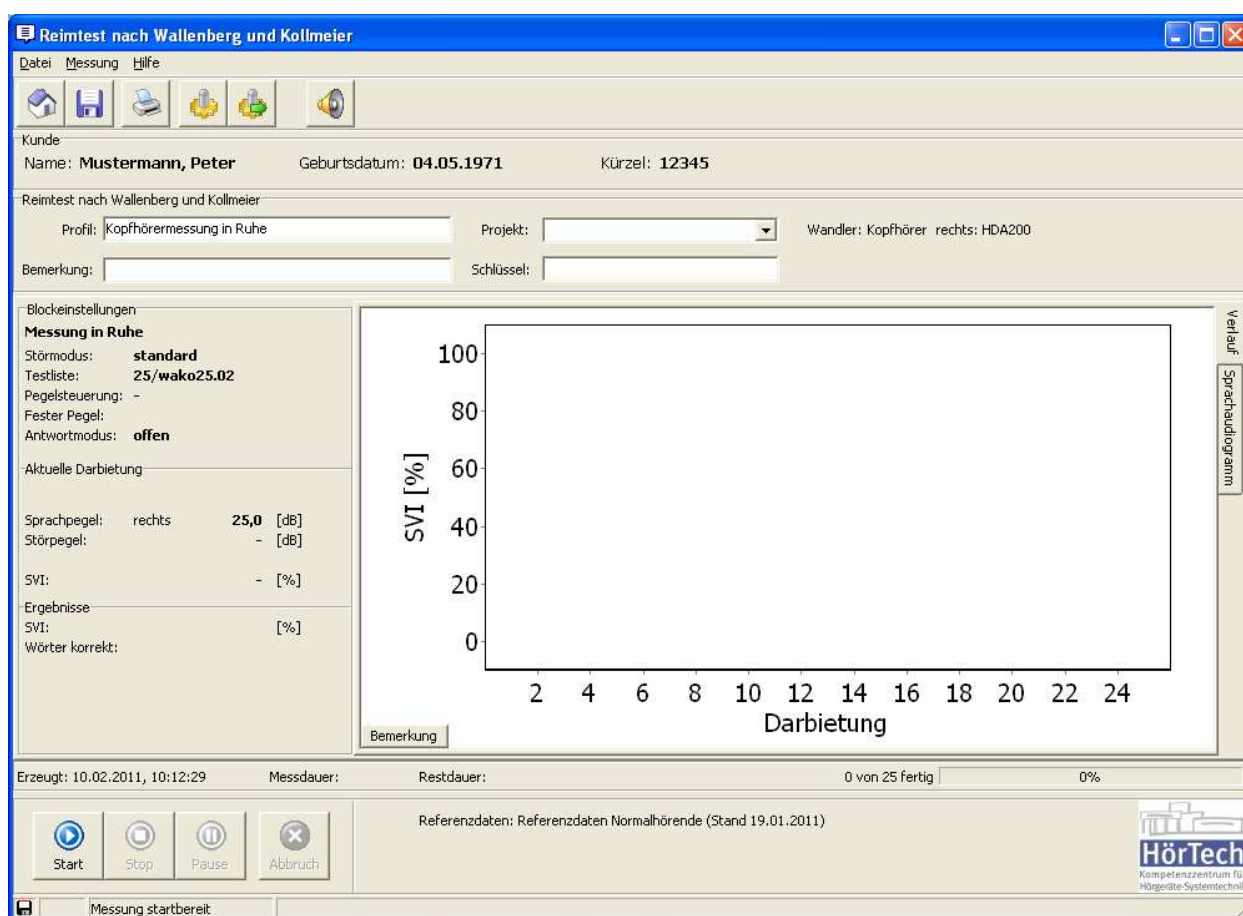 Reimtest nach Wallenberg und Kollmeier
Datei Messung Hilfe
Kunde
Name: Mustermann, Peter Geburtsdatum: 04.05.1971 Kürzel: 12345
Reimtest nach Wallenberg und Kollmeier
Profil: Kopfhörermessung in Ruhe Projekt: Wandler: Kopfhörer rechts: HDA200
Bemerkung: Schlüssel:
Blockeinstellungen
Messung in Ruhe
Störmodus: standard
Testliste: 25/wako25.02
Pegelsteuerung: -
Fester Pegel:
Antwortmodus: offen
Aktuelle Darbietung
Sprachpegel: rechts 25,0 [dB]
Störpegel: - [dB]
SVI: - [%]
Ergebnisse
SVI: [%]
Wörter korrekt:
SVI [%]
100
80
60
40
20
0
2 4 6 8 10 12 14 16 18 20 22 24
Darbietung
Bemerkung
Verlauf
Sprachaudiogramm
Erzeugt: 10.02.2011, 10:12:29 Messdauer: Restdauer: 0 von 25 fertig 0%
Start Stop Pause Abbruch
Referenzdaten: Referenzdaten Normalhörende (Stand 19.01.2011)
HörTech
Kompetenzzentrum fü
Hörgeräte-Systemtechnik
Messung startbereit